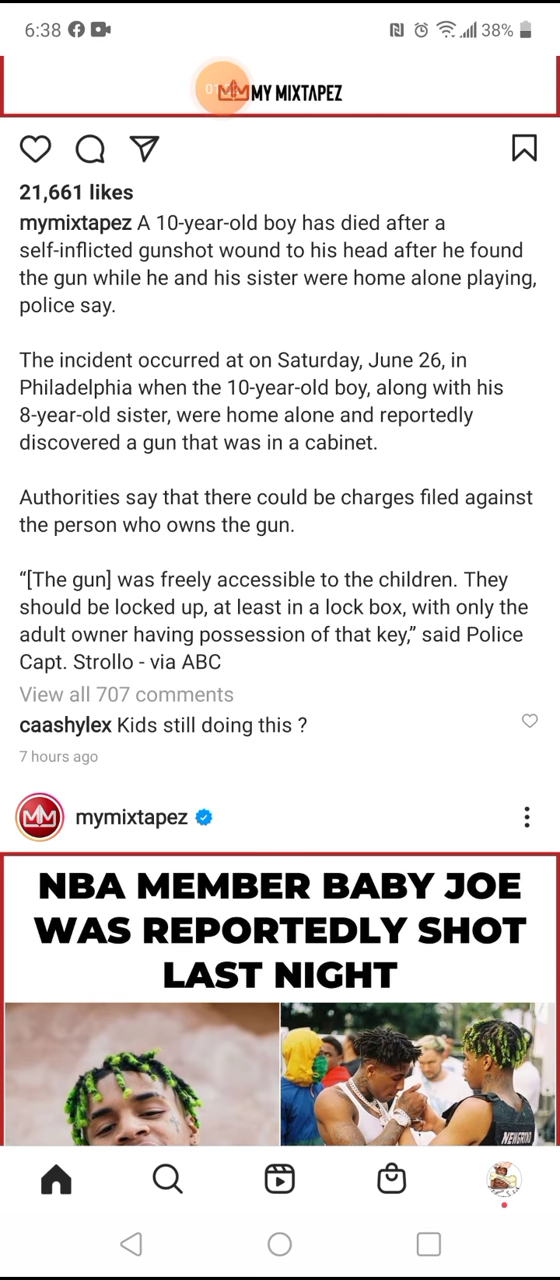 6:38
38%
MY MIXTAPEZ
21,661 likes
mymixtapez A 10-year-old boy has died after a
self-inflicted gunshot wound to his head after he found
the gun while he and his sister were home alone playing,
police say.
The incident occurred at on Saturday, June 26, in
Philadelphia when the 10-year-old boy, along with his
8-year-old sister, were home alone and reportedly
discovered a gun that was in a cabinet.
Authorities say that there could be charges filed against
the person who owns the gun.
“[The gun] was freely accessible to the children. They
should be locked up, at least in a lock box, with only the
adult owner having possession of that key,” said Police
Capt. Strollo - via ABC
View all 707 comments
caashylex Kids still doing this ?
7 hours ago
mymixtapez
NBA MEMBER BABY JOE
WAS REPORTEDLY SHOT
LAST NIGHT